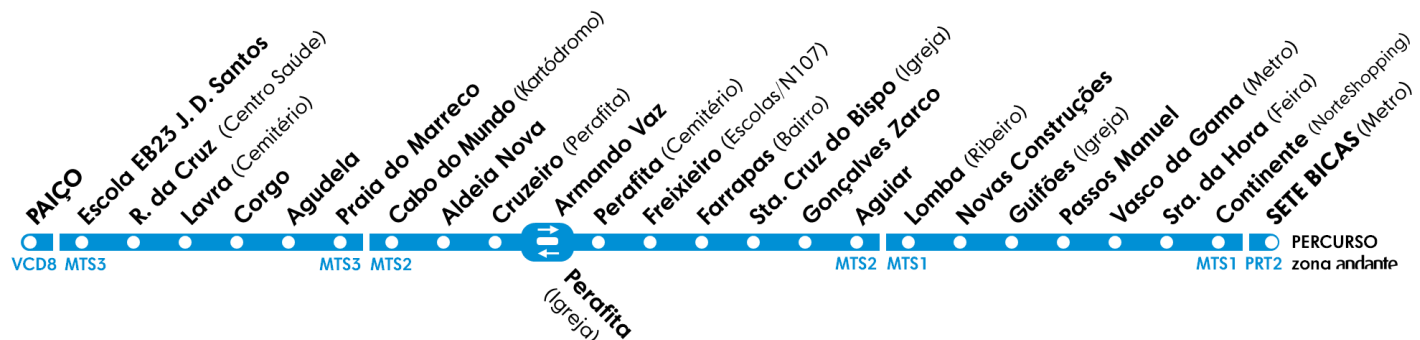 PAIÇO
Escola EB23 J. D. Santos
R. da Cruz (Centro Saúde)
Lavra (Cemitério)
Corgo
Agudela
Praia do Marreco
Cabo do Mundo (Kartódromo)
Aldeia Nova
Cruzeiro (Perafita)
Armando Vaz
Perafita (Cemitério)
Freixieiro (Escolas/N107)
Farrapas (Bairro)
Sta. Cruz do Bispo (Igreja)
Gonçalves Zarco
Aguiar
Lomba (Ribeiro)
Novas Construções
Guifões (Igreja)
Passos Manuel
Vasco da Gama (Metro)
Sra. da Hora (Feira)
Continente (NorteShopping)
SETE BICAS (Metro)
PERCURSO
VCD8 MTS3 MTS3 MTS2 MTS2 MTS1 MTS1 PRT2 zona andante
Perafita
(Igreja)